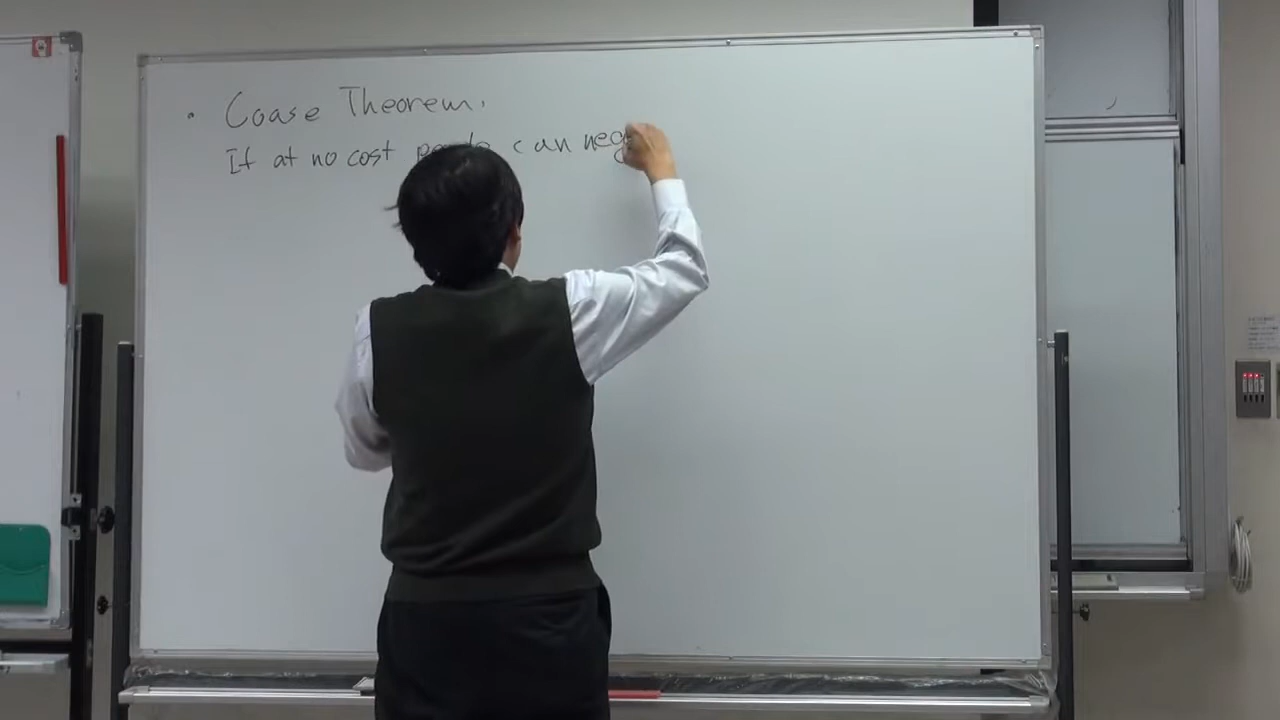 · Coase Theorem.
If at no cost people can neg